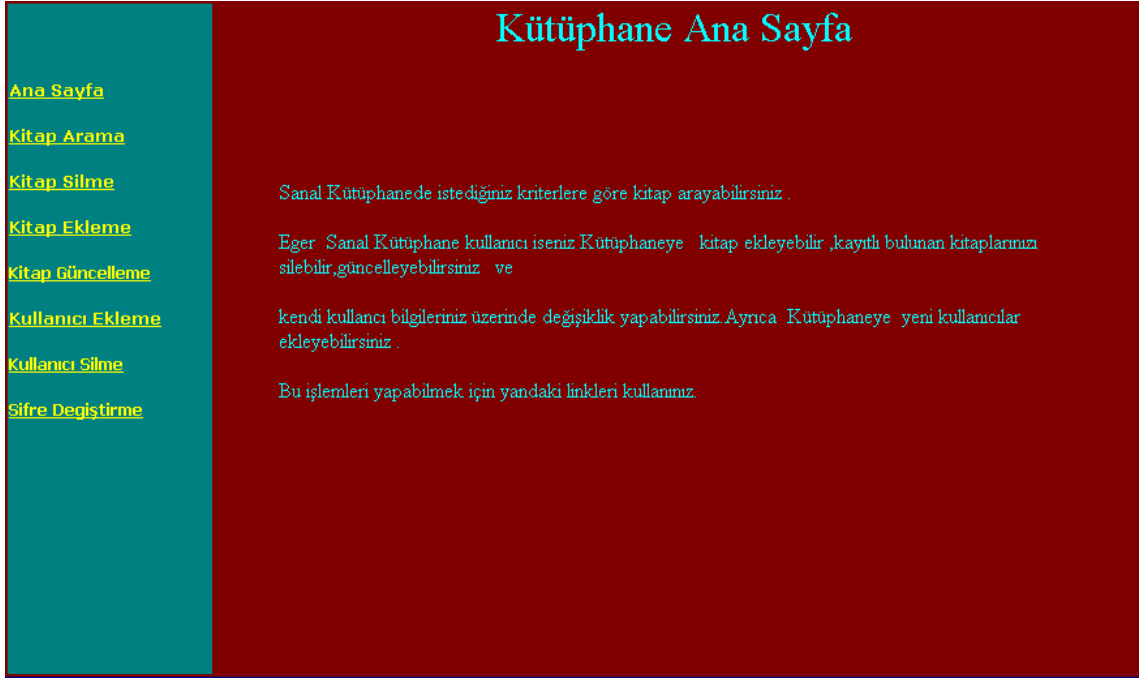 Kütüphane Ana Sayfa
Ana Sayfa
Kitap Arama
Kitap Silme
Kitap Ekleme
Kitap Güncelleme
Kullanıcı Ekleme
Kullanıcı Silme
Sifre Degiştirme
Sanal Kütüphanede istediğiniz kriterlere göre kitap arayabilirsiniz .
Eger Sanal Kütüphane kullanıcı iseniz Kütüphaneye kitap ekleyebilir ,kayıtlı bulunan kitaplarınızı
silebilir,güncelleyebilirsiniz ve
kendi kullancı bilgileriniz üzerinde değişiklik yapabilirsiniz.Ayrıca Kütüphaneye yeni kullanıcılar
ekleyebilirsiniz .
Bu işlemleri yapabilmek için yandaki linkleri kullanınız.